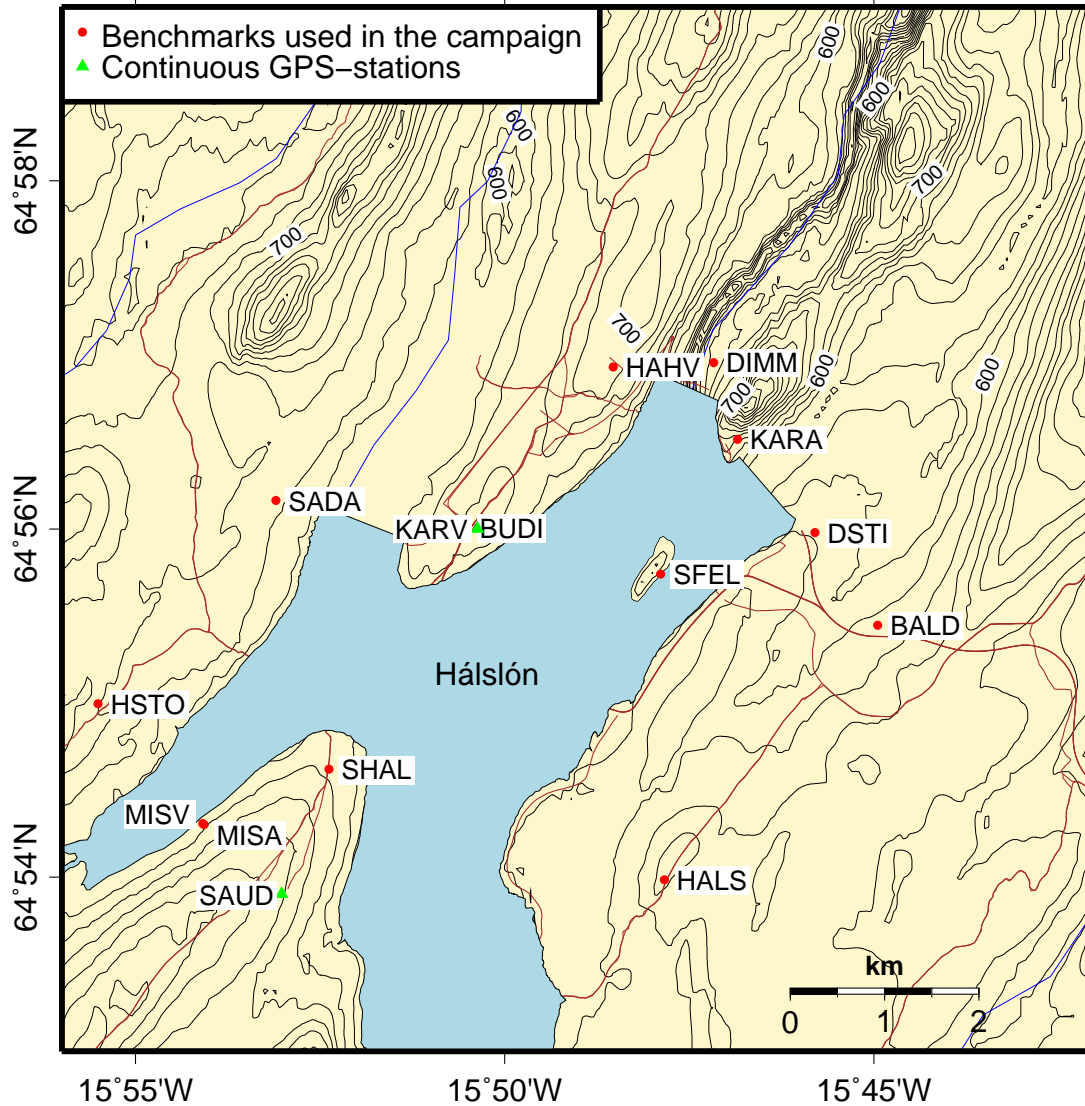 Benchmarks used in the campaign
Continuous GPS−stations
600
600
600
600
700
700
64˚58'N
700
HAHV
DIMM
600
600
700
KARA
SADA
KARV
BUDI
DSTI
64˚56'N
SFEL
BALD
Hálslón
HSTO
SHAL
MISV
MISA
SAUD
HALS
64˚54'N
km
0 1 2
15˚55'W 15˚50'W 15˚45'W